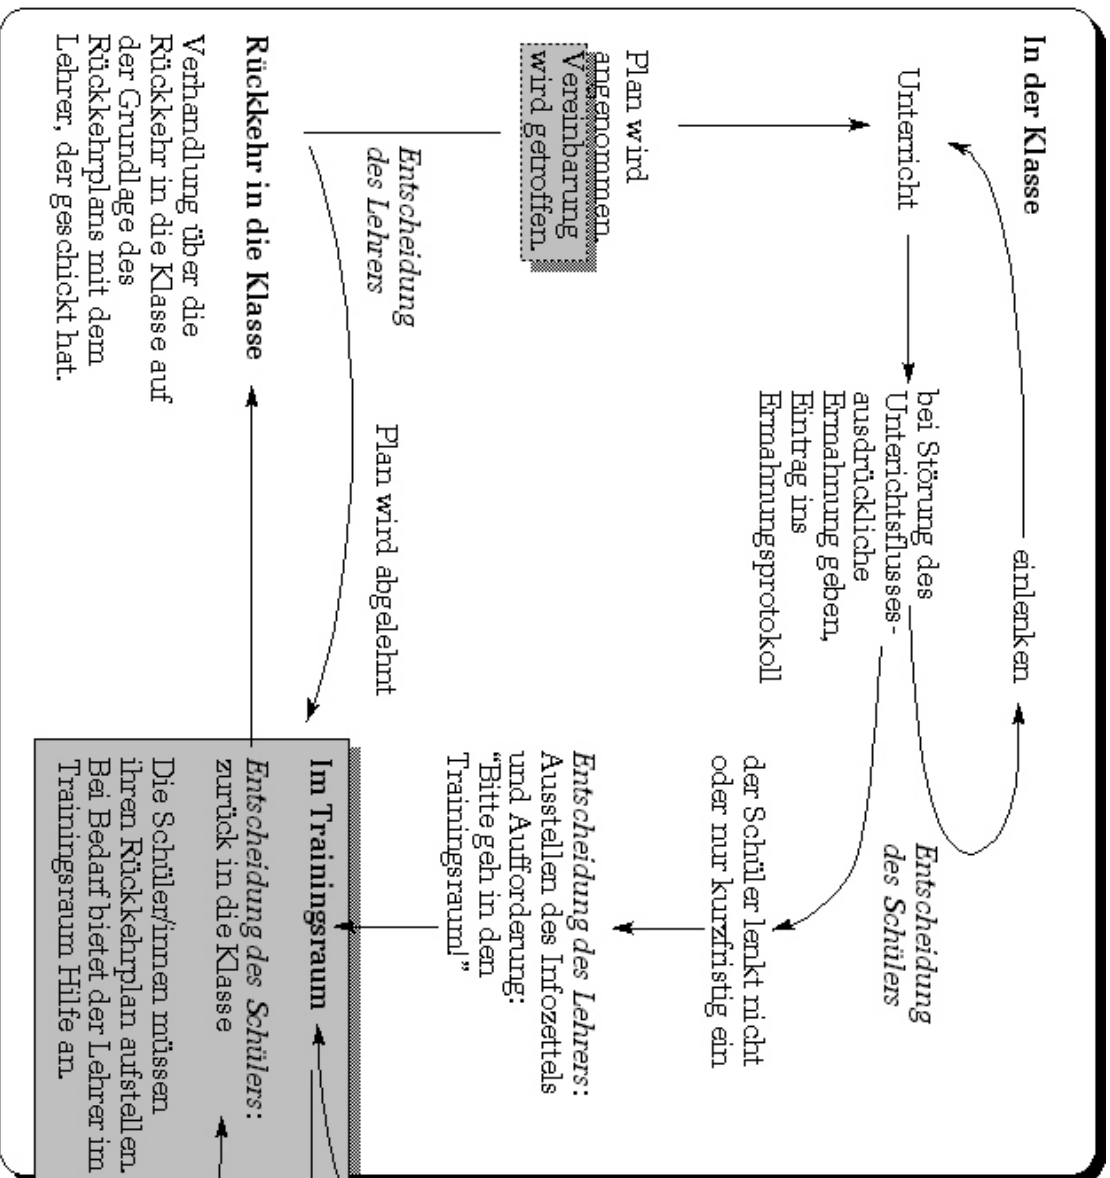 In der Klasse
einlenken
Unterricht
bei Störung des
Unterichtsflusses-
ausdrückliche
Ermahnung geben,
Eintrag ins
Ermahnungsprotokoll
Entscheidung
des Schülers
der Schüler lenkt nicht
oder nur kurzfristig ein
Plan wird
angenommen.
Vereinbarung
wird getroffen.
Entscheidung des Lehrers:
Ausstellen des Infozettels
und Aufforderung:
“Bitte geh in den
Trainingsraum!”
Entscheidung
des Lehrers
Plan wird abgelehnt
Im Trainingsraum
Entscheidung des Schülers:
zurück in die Klasse
Die Schüler/innen müssen
ihren Rückkehrplan aufstellen.
Bei Bedarf bietet der Lehrer im
Trainingsraum Hilfe an.
Rückkehr in die Klasse
Verhandlung über die
Rückkehr in die Klasse auf
der Grundlage des
Rückkehrplans mit dem
Lehrer, der geschickt hat.